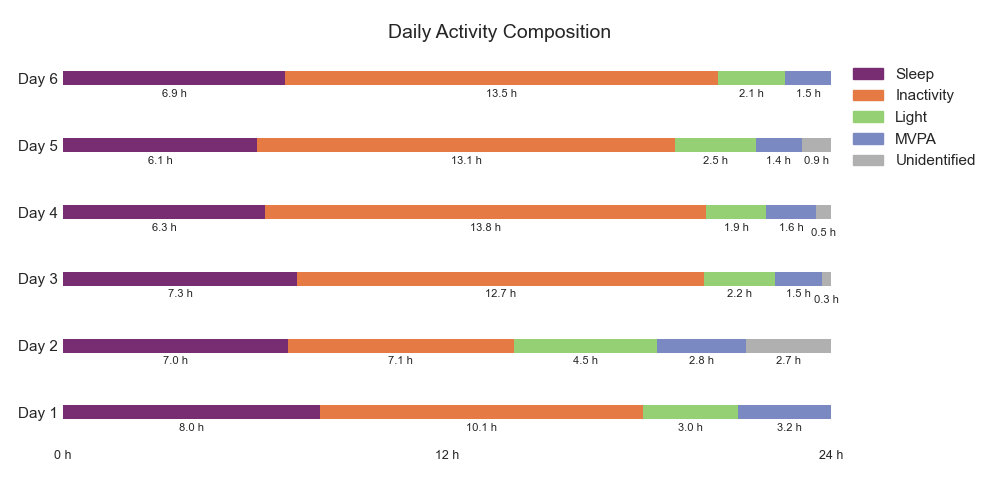 Daily Activity Composition
Day 6
6.9 h
13.5 h
2.1 h
1.5 h
Day 5
6.1 h
13.1 h
2.5 h
1.4 h
0.9 h
Day 4
6.3 h
13.8 h
1.9 h
1.6 h
0.5 h
Day 3
7.3 h
12.7 h
2.2 h
1.5 h
0.3 h
Day 2
7.0 h
7.1 h
4.5 h
2.8 h
2.7 h
Day 1
8.0 h
10.1 h
3.0 h
3.2 h
0 h
12 h
24 h
Sleep
Inactivity
Light
MVPA
Unidentified